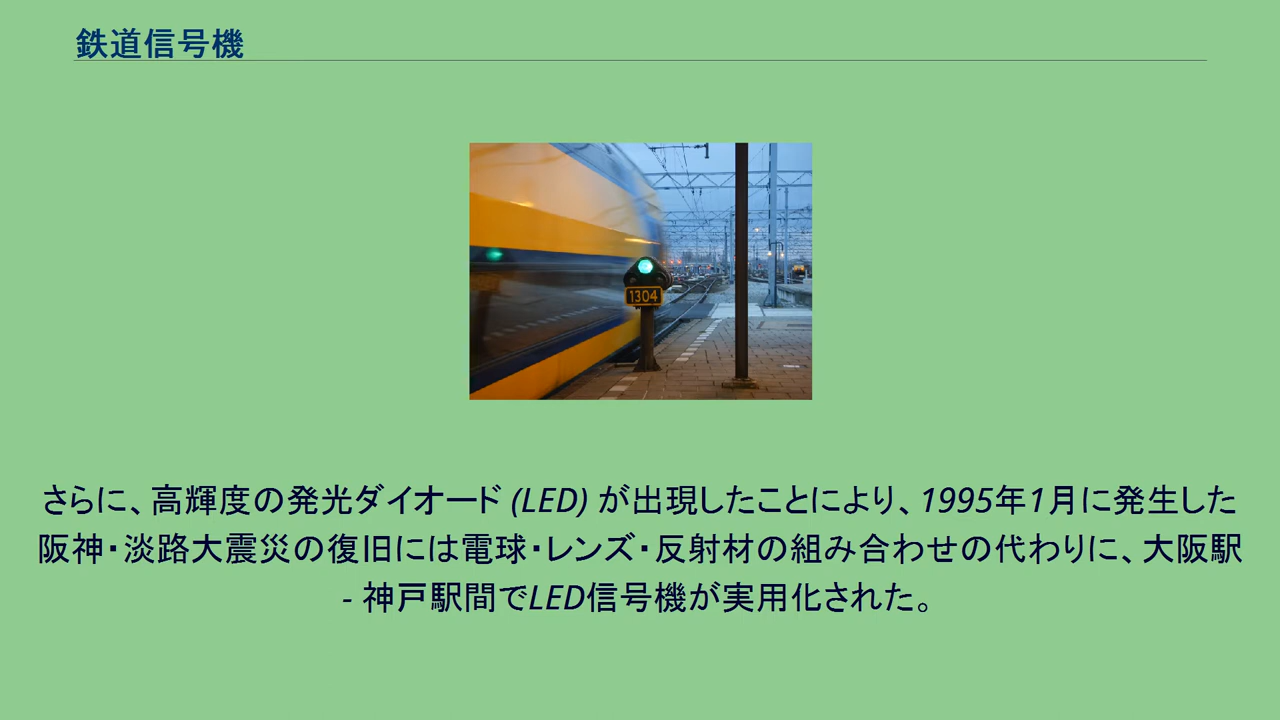 鉄道信号機
1304
さらに、高輝度の発光ダイオード (LED) が出現したことにより、1995年1月に発生した
阪神・淡路大震災の復旧には電球・レンズ・反射材の組み合わせの代わりに、大阪駅
- 神戸駅間でLED信号機が実用化された。